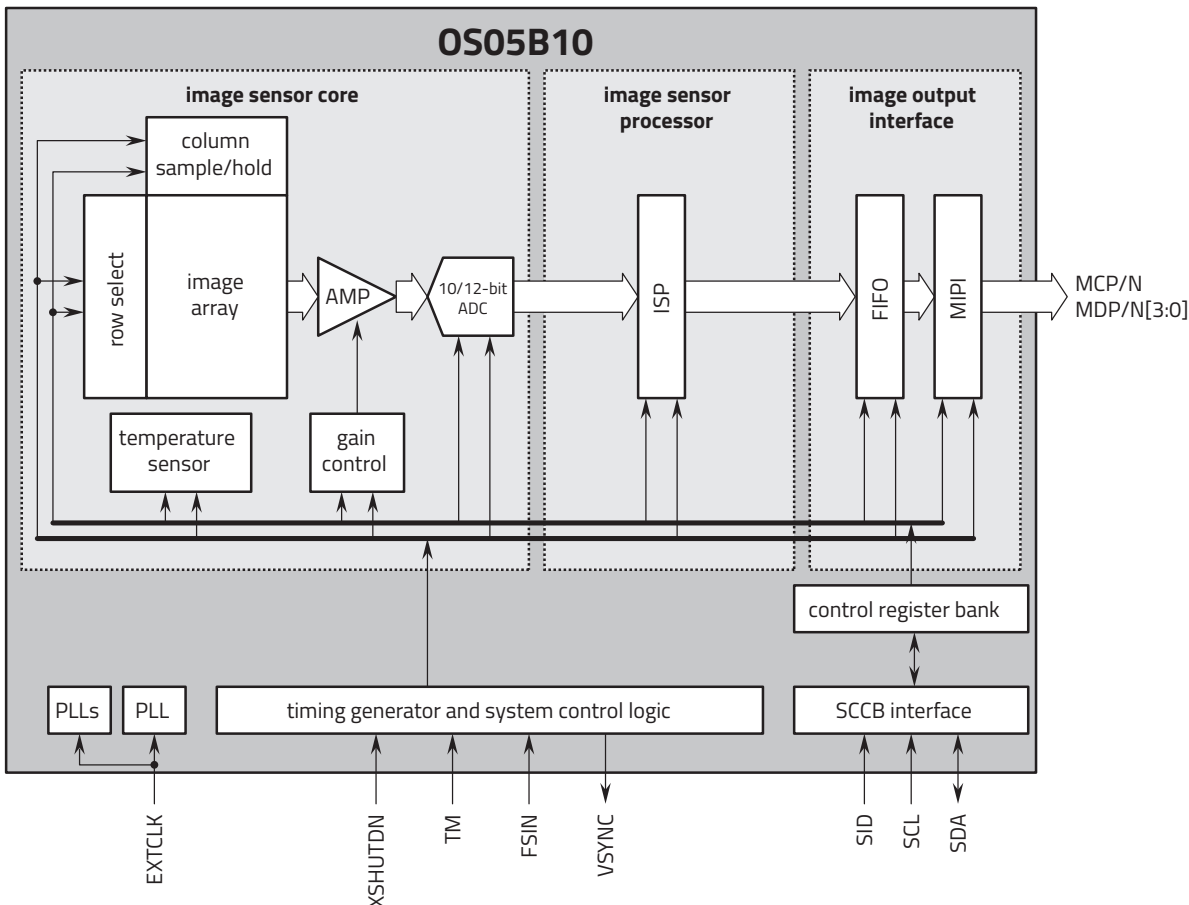 OS05B10
image sensor core
image sensor
processor
image output
interface
column
sample/hold
row select
image
array
AMP
10/12-bit
ADC
ISP
FIFO
MIPI
MCP/N
MDP/N[3:0]
temperature
sensor
gain
control
control register bank
PLLs
PLL
timing generator and system control logic
SCCB interface
EXTCLK
XSHUTDN
TM
FSIN
VSYNC
SID
SCL
SDA